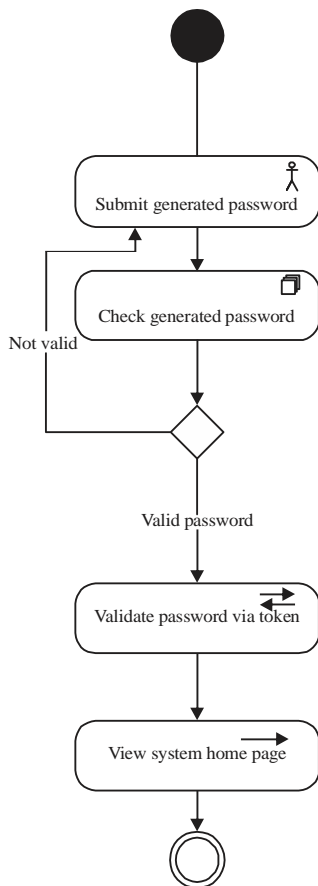 Submit generated password
Check generated password
Not valid
Valid password
Validate password via token
View system home page